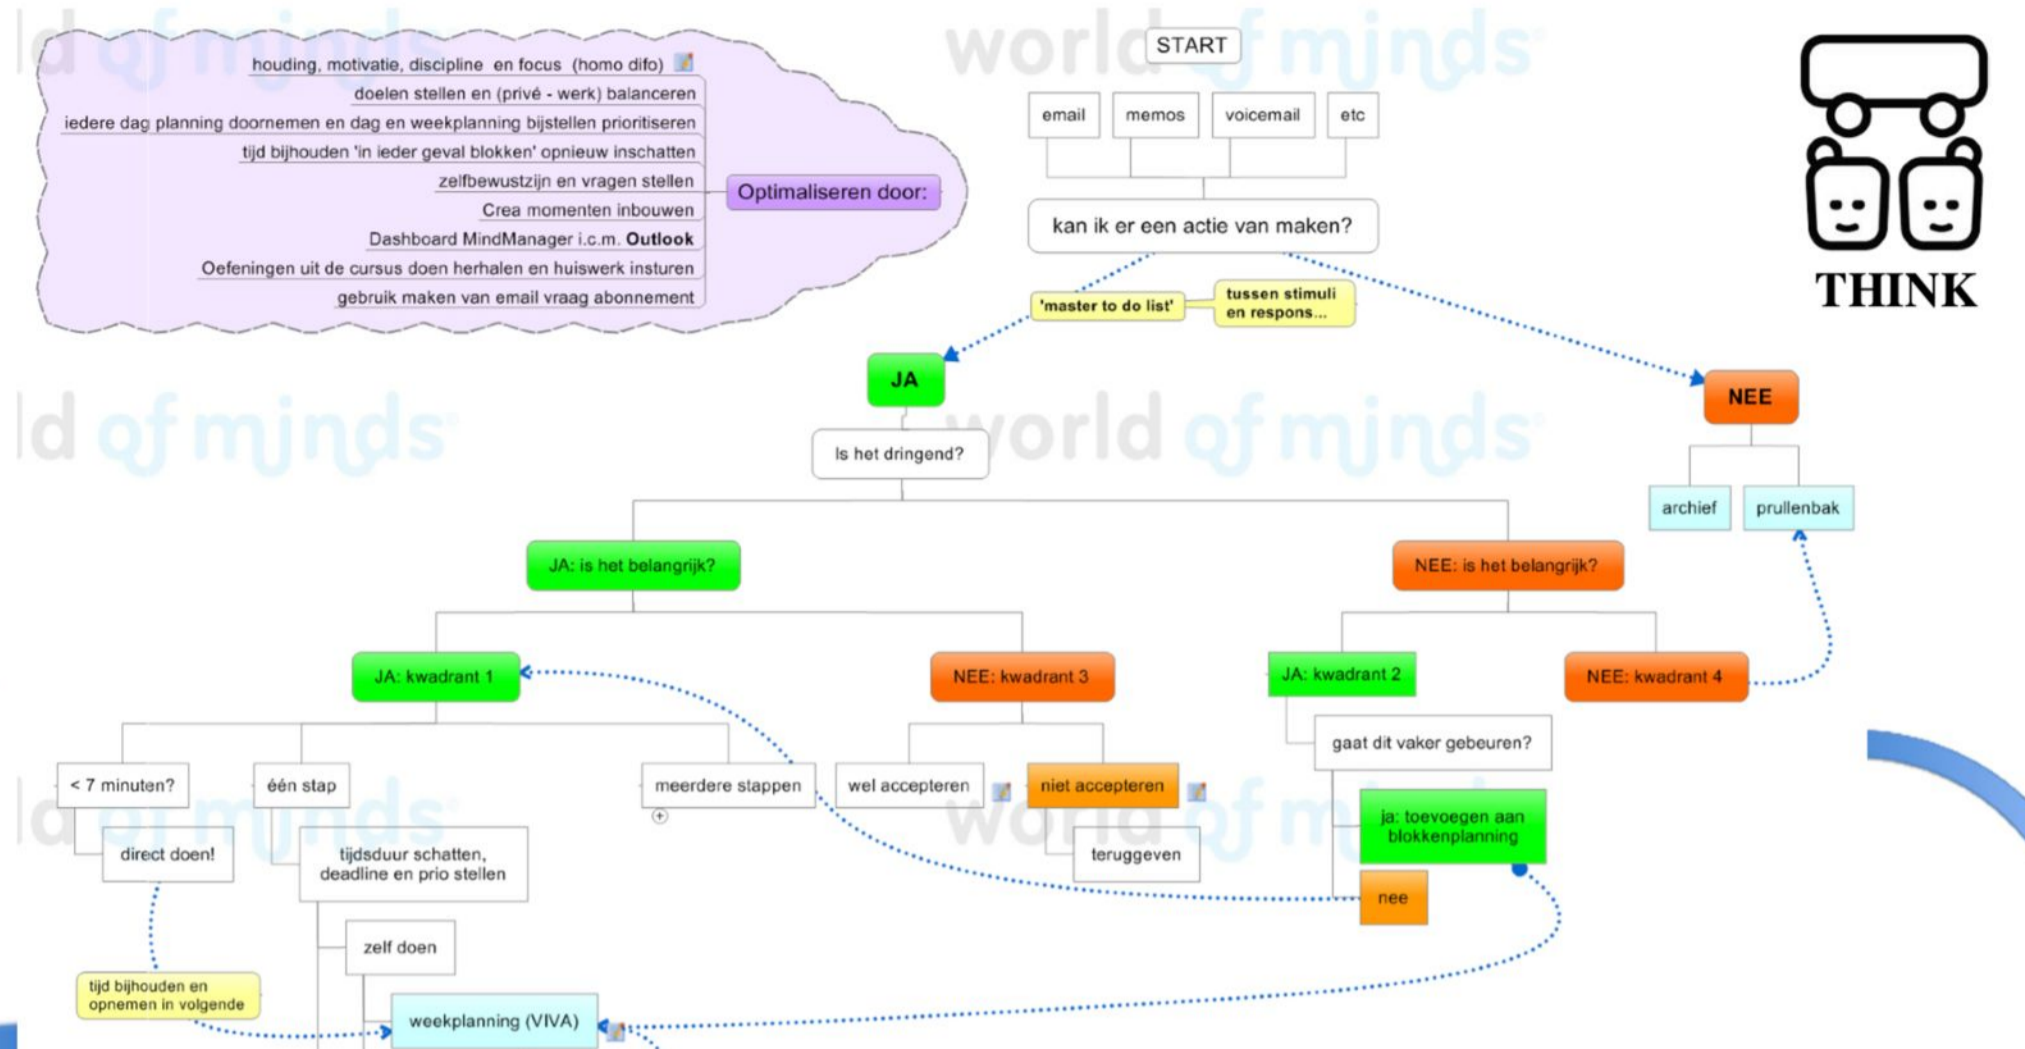 world of minds
START
houding, motivatie, discipline en focus (homo difo)
doelen stellen en (privé - werk) balanceren
iedere dag planning doornemen en dag en weekplanning bijstellen prioritiseren
tijd bijhouden 'in ieder geval blokken' opnieuw inschatten
zelfbewustzijn en vragen stellen
Crea momenten inbouwen
Dashboard MindManager i.c.m. Outlook
Oefeningen uit de cursus doen herhalen en huiswerk insturen
gebruik maken van email vraag abonnement
Optimaliseren door:
email
memos
voicemail
etc
kan ik er een actie van maken?
'master to do list'
tussen stimuli
en respons...
THINK
JA
NEE
ld of minds
world of minds
Is het dringend?
archief
prullenbak
JA: is het belangrijk?
NEE: is het belangrijk?
JA: kwadrant 1
NEE: kwadrant 3
JA: kwadrant 2
NEE: kwadrant 4
gaat dit vaker gebeuren?
< 7 minuten?
één stap
meerdere stappen
wel accepteren
niet accepteren
ja: toevoegen aan
blokkenplanning
direct doen!
tijdsduur schatten,
deadline en prio stellen
teruggeven
nee
zelf doen
tijd bijhouden en
opnemen in volgende
weekplanning (VIVA)